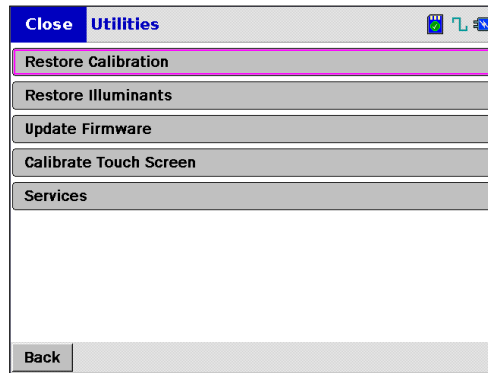 Close Utilities
Restore Calibration
Restore Illuminants
Update Firmware
Calibrate Touch Screen
Services
Back